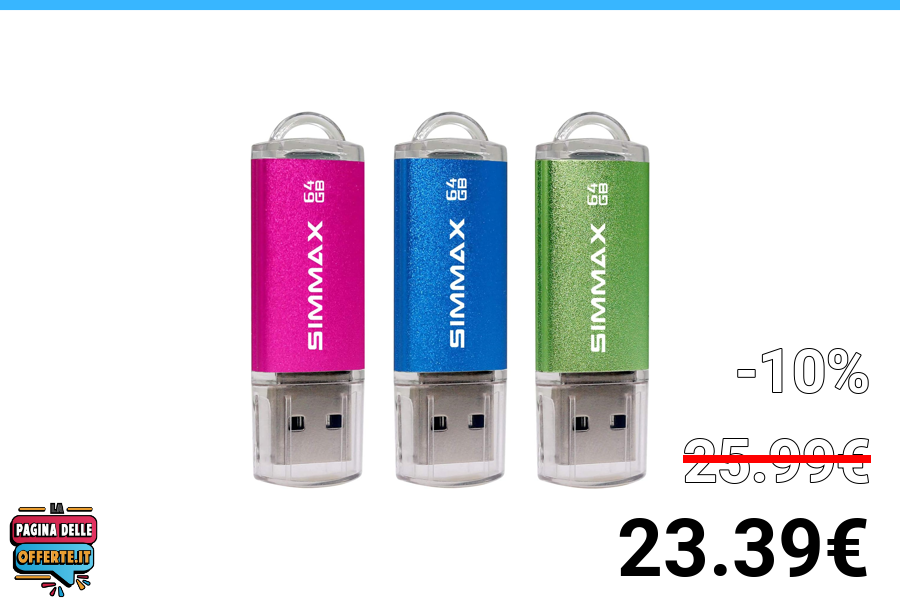 64
GB
SIMMAX
64
GB
SIMMAX
64
GB
SIMMAX
-10%
25.99€
23.39€
LA
PAGINA DELLE
OFFERTE.IT